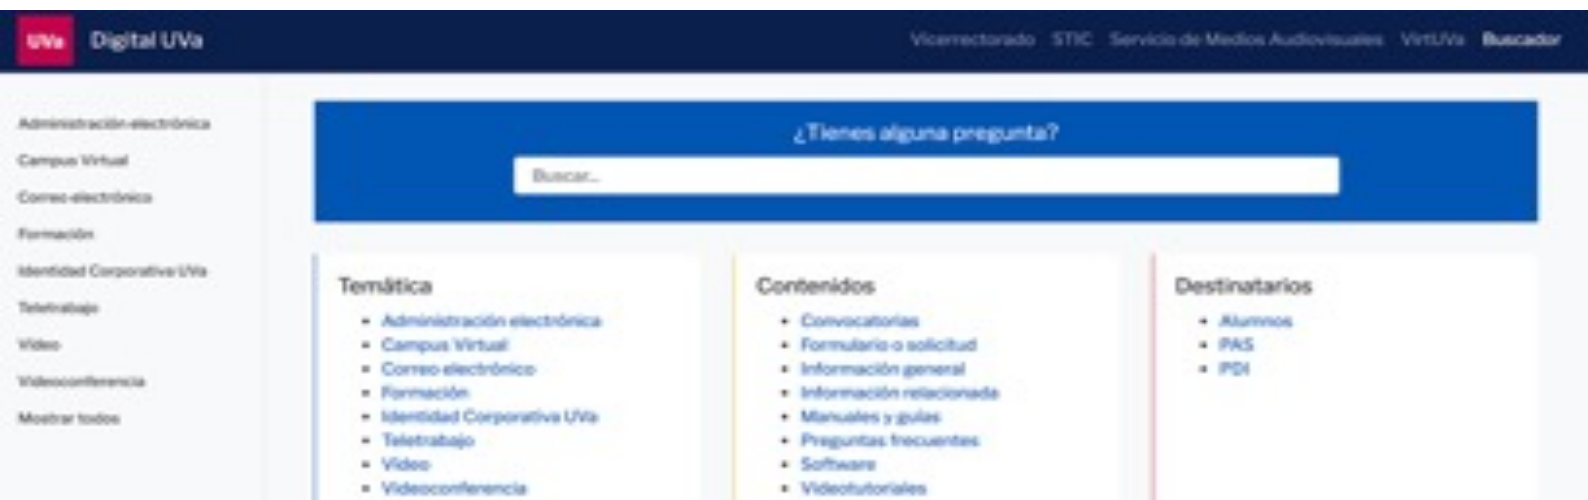 UVa Digital UVa Vicerrectorado STIC Servicio de Medios Audiovisuales VirtUVa Buscador
Administración electrónica
Campus Virtual
Correo electrónico
Formación
Identidad Corporativa UVa
Teletrabajo
Vídeo
Videoconferencia
Mostrar todos
¿Tienes alguna pregunta?
Buscar...
Temática
Administración electrónica
Campus Virtual
Correo electrónico
Formación
Identidad Corporativa UVa
Teletrabajo
Vídeo
Videoconferencia
Contenidos
Convocatorias
Formulario o solicitud
Información general
Información relacionada
Manuales y guías
Preguntas frecuentes
Software
Videotutoriales
Destinatarios
Alumnos
PAS
PDI